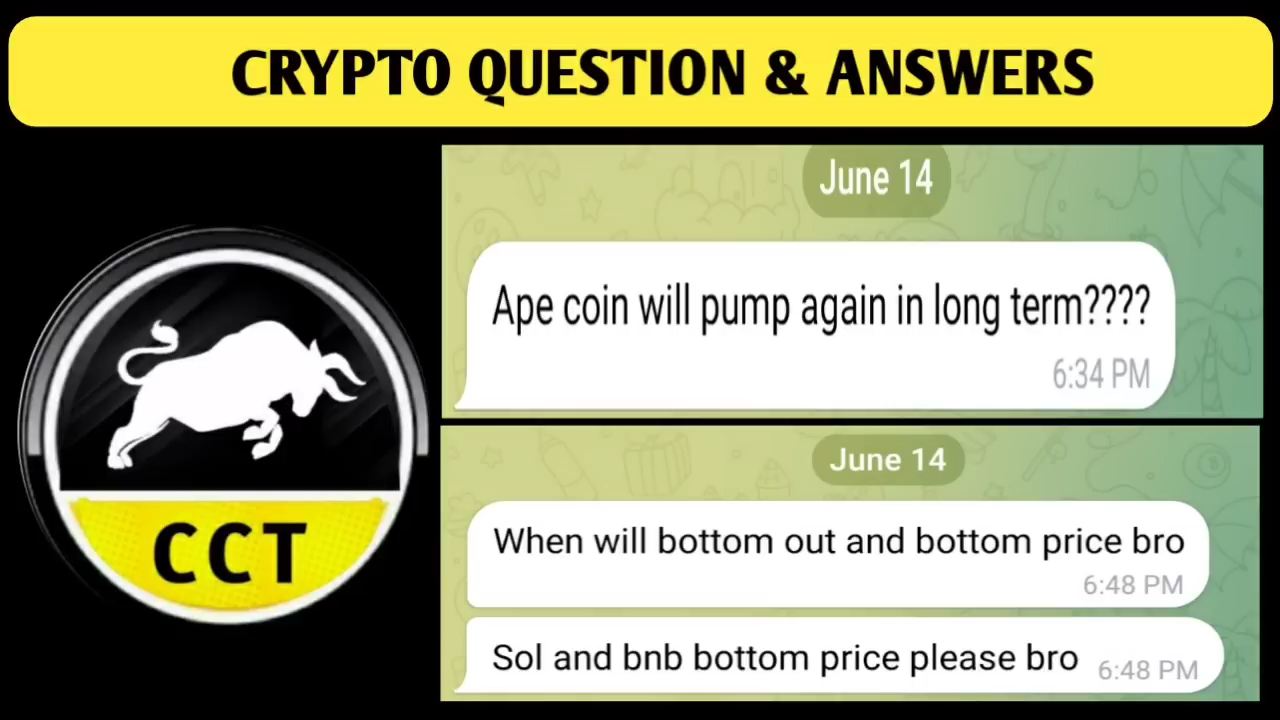 CRYPTO QUESTION & ANSWERS
June 14
Ape coin will pump again in long term????
6:34 PM
June 14
When will bottom out and bottom price bro
6:48 PM
Sol and bnb bottom price please bro 6:48 PM
CCT